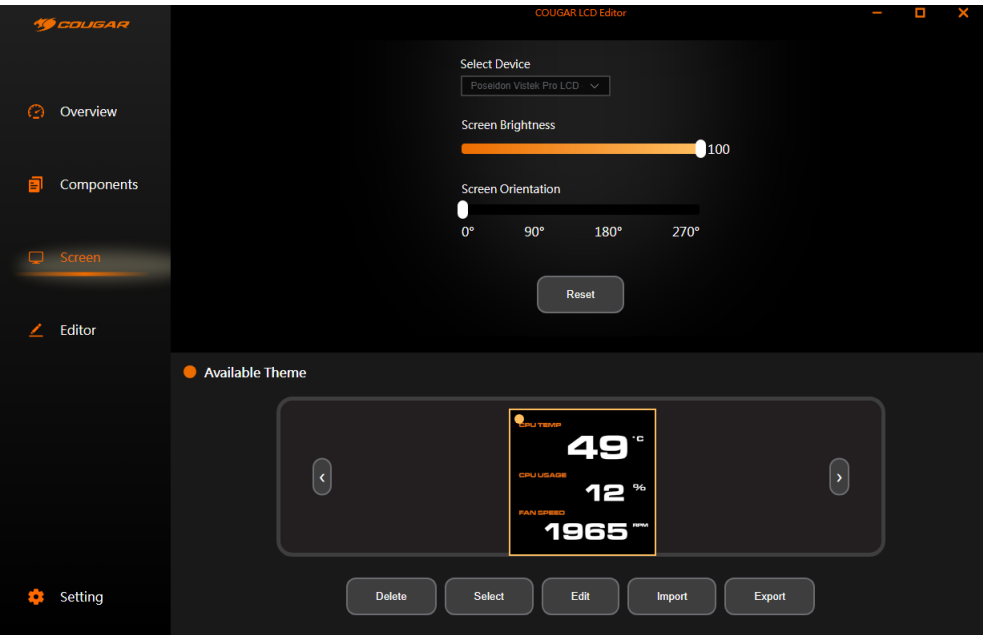 COUGAR
COUGAR LCD Editor
Overview
Components
Screen
Editor
Setting
Select Device
Poseidon Vistek Pro LCD
Screen Brightness
100
Screen Orientation
0° 90° 180° 270°
Reset
Available Theme
CPU TEMP
49 °C
CPU USAGE
12 %
FAN SPEED
1965 RPM
Delete Select Edit Import Export